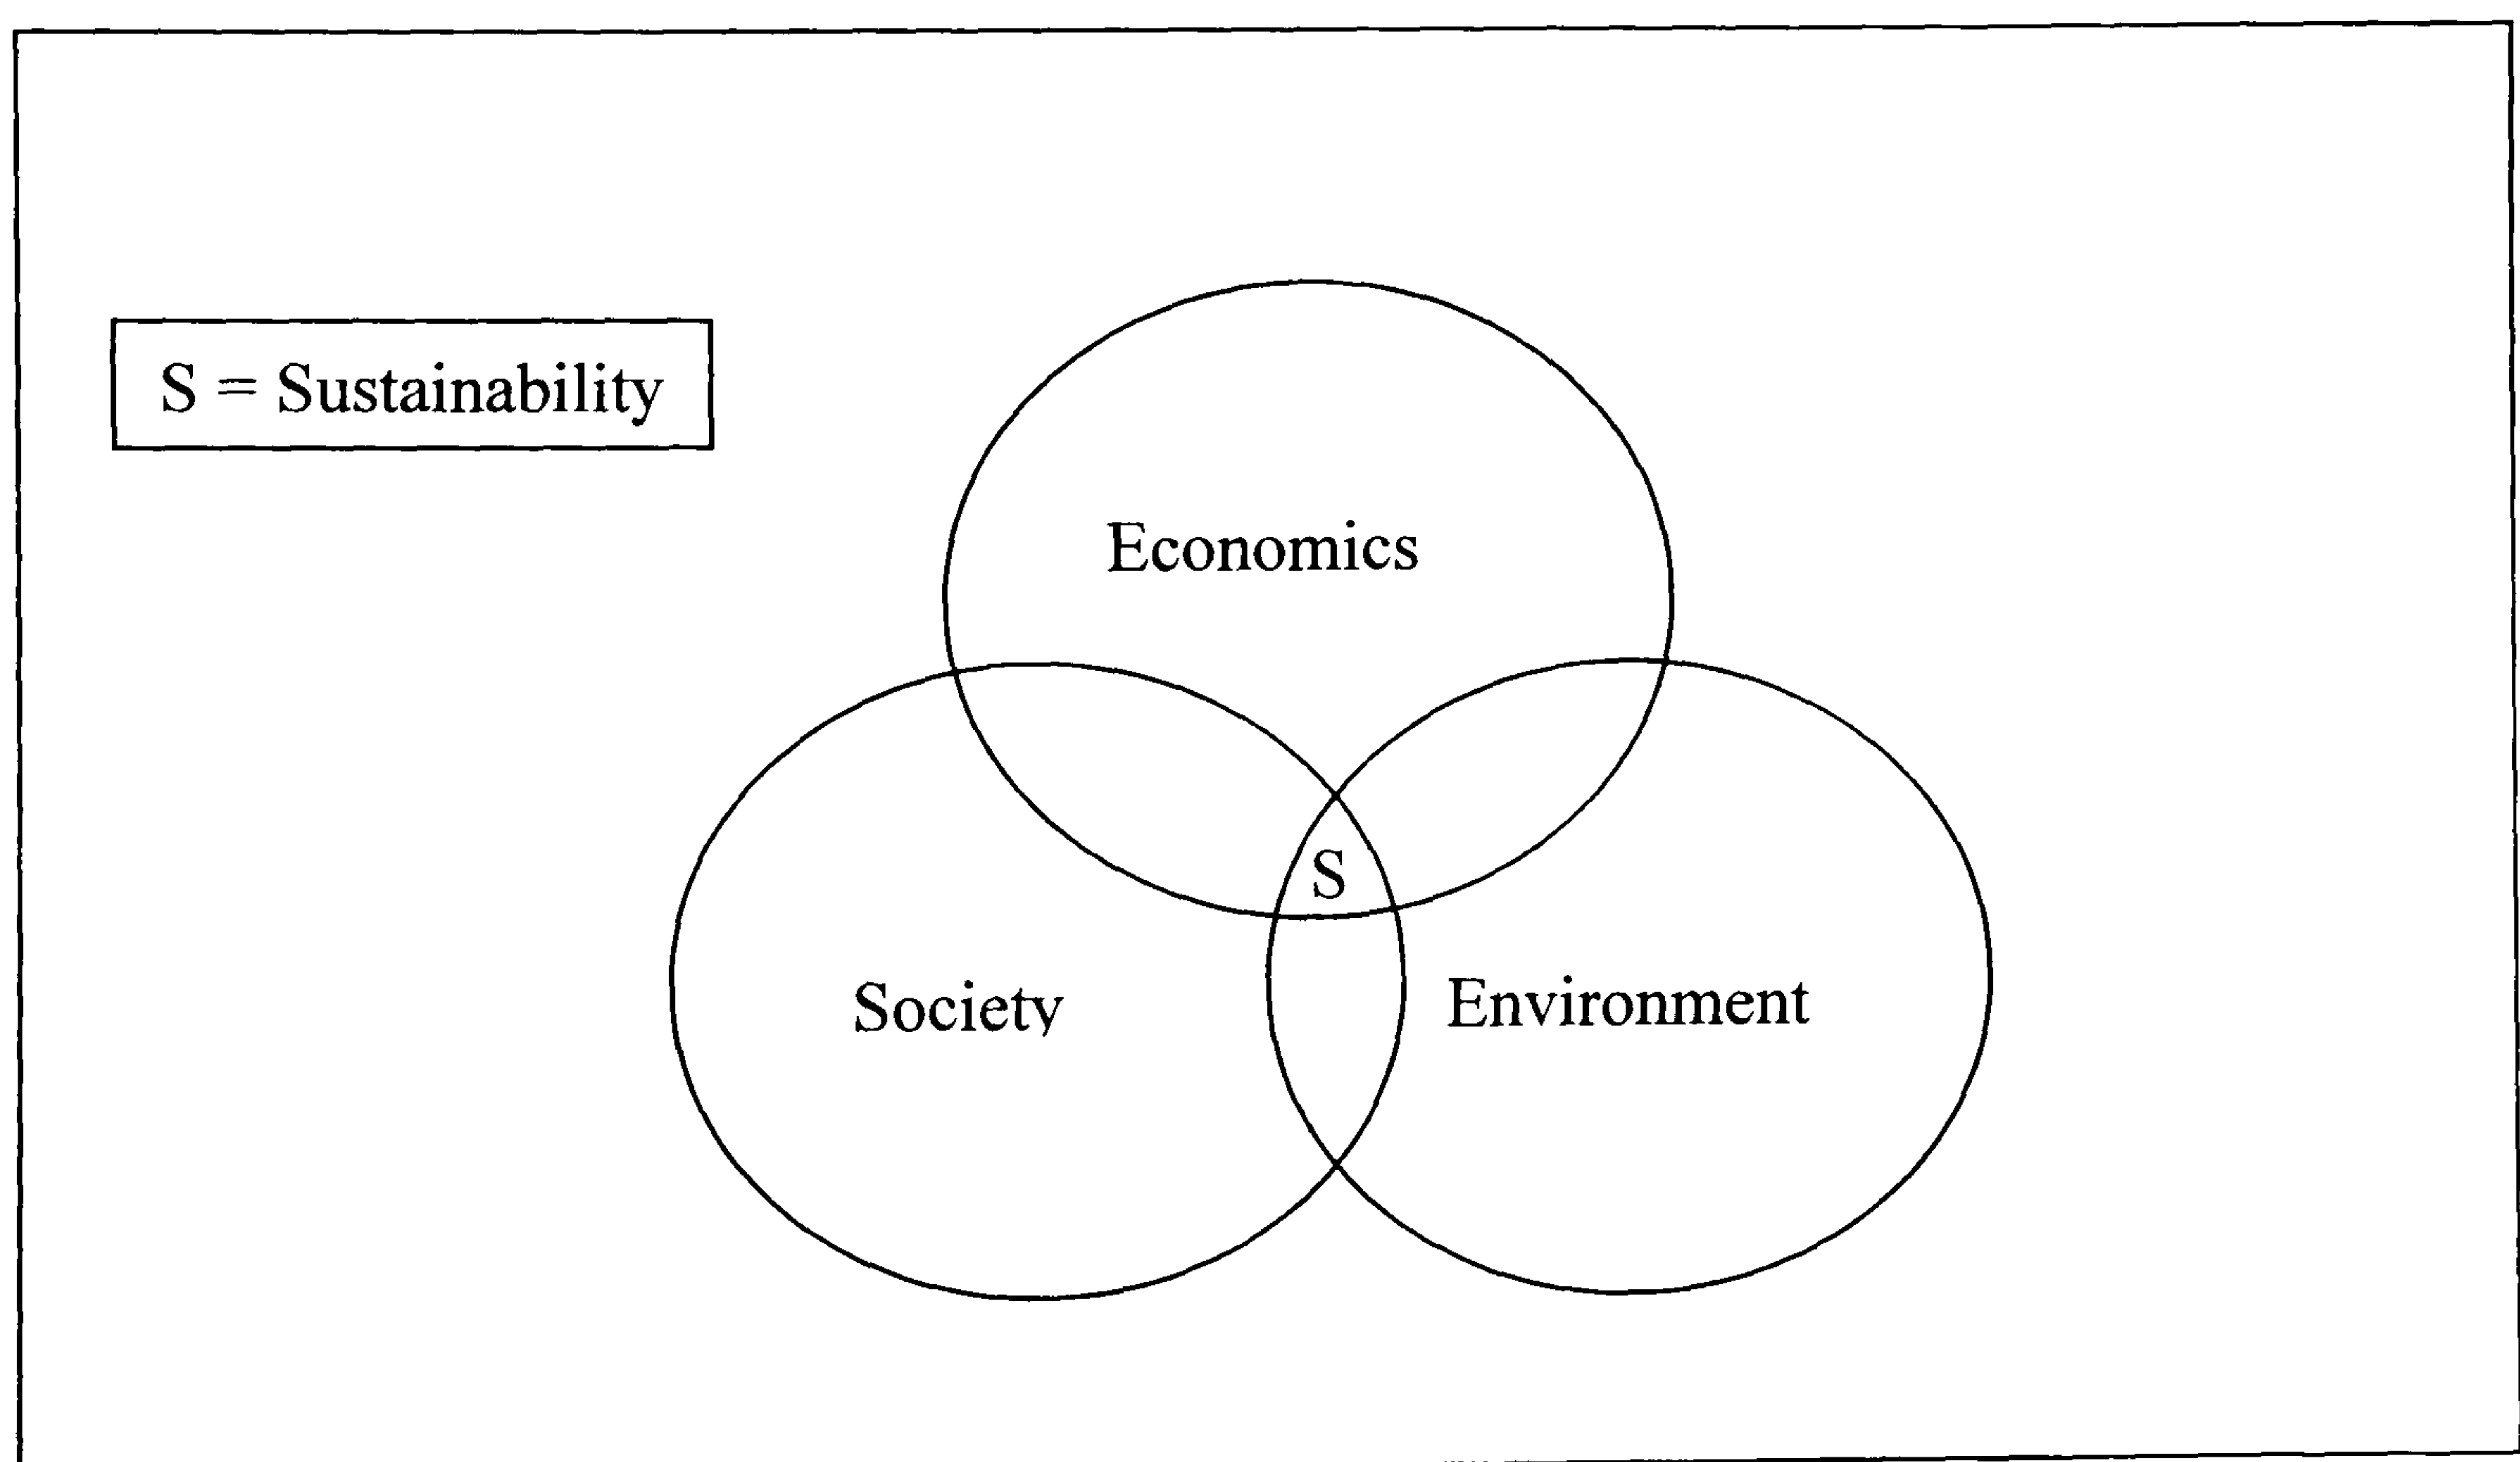 S = Sustainability
Economics
S
Society
Environment